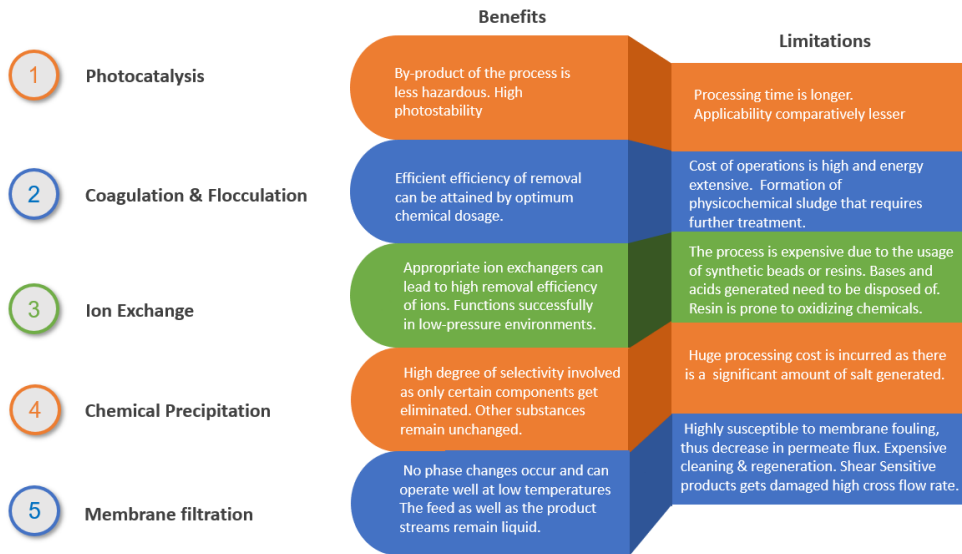 Benefits
Limitations
1
Photocatalysis
By-product of the process is
less hazardous. High
photostability
Processing time is longer.
Applicability comparatively lesser
2
Coagulation & Flocculation
Efficient efficiency of removal
can be attained by optimum
chemical dosage.
Cost of operations is high and energy
extensive.  Formation of
physicochemical sludge that requires
further treatment.
3
Ion Exchange
Appropriate ion exchangers can
lead to high removal efficiency
of ions. Functions successfully
in low-pressure environments.
The process is expensive due to the usage
of synthetic beads or resins. Bases and
acids generated need to be disposed of.
Resin is prone to oxidizing chemicals.
4
Chemical Precipitation
High degree of selectivity involved
as only certain components get
eliminated. Other substances
remain unchanged.
Huge processing cost is incurred as there
is a  significant amount of salt generated.
5
Membrane filtration
No phase changes occur and can
operate well at low temperatures
The feed as well as the product
streams remain liquid.
Highly susceptible to membrane fouling,
thus decrease in permeate flux. Expensive
cleaning & regeneration. Shear Sensitive
products gets damaged high cross flow rate.